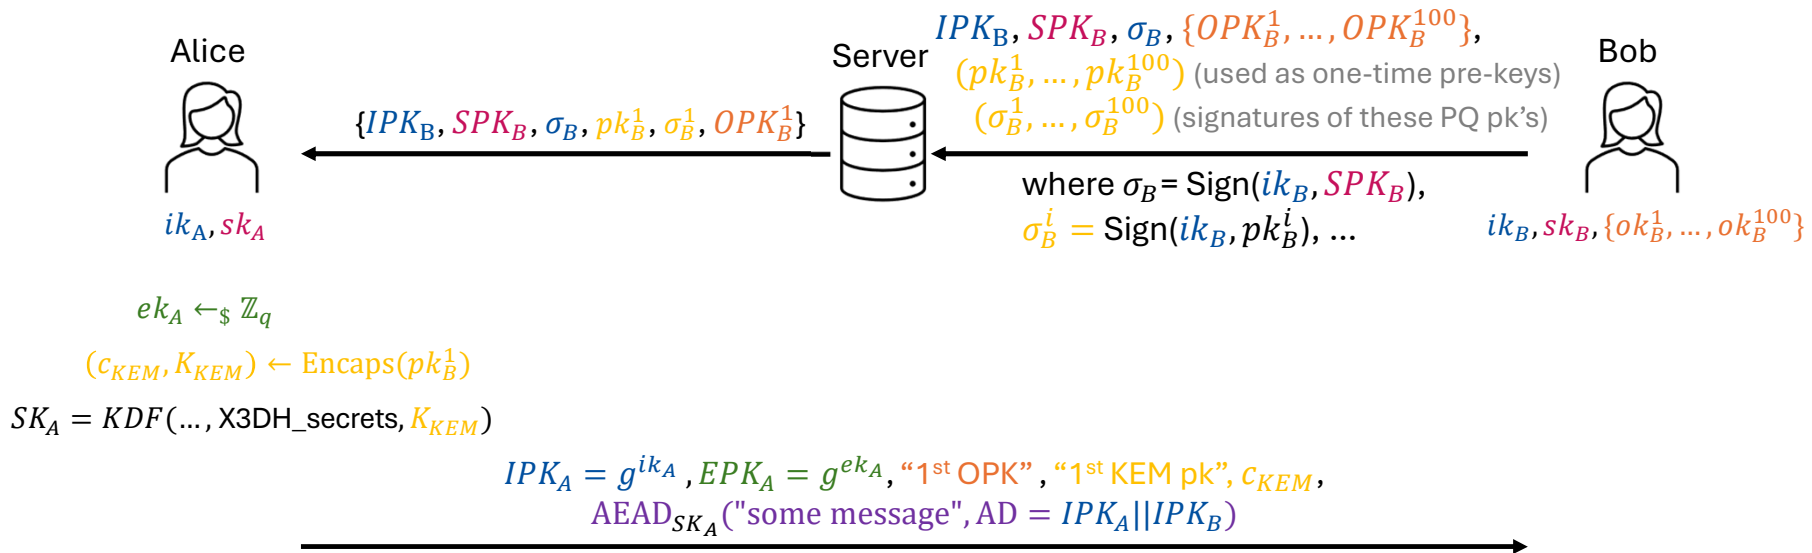 Alice
Server
Bob
IPK_B, SPK_B, σ_B, {OPK_B^1, …, OPK_B^100},
(pk_B^1, …, pk_B^100) (used as one-time pre-keys)
(σ_B^1, …, σ_B^100) (signatures of these PQ pk's)
{IPK_B, SPK_B, σ_B, pk_B^1, σ_B^1, OPK_B^1}
where σ_B = Sign(ik_B, SPK_B),
σ_B^i = Sign(ik_B, pk_B^i), …
ik_A, sk_A
ik_B, sk_B, {ok_B^1, …, ok_B^100}
ek_A ←_$ ℤ_q
(c_KEM, K_KEM) ← Encaps(pk_B^1)
SK_A = KDF(…, X3DH_secrets, K_KEM)
IPK_A = g^{ik_A}, EPK_A = g^{ek_A}, “1st OPK”, “1st KEM pk”, c_KEM,
AEAD_{SK_A}("some message", AD = IPK_A||IPK_B)